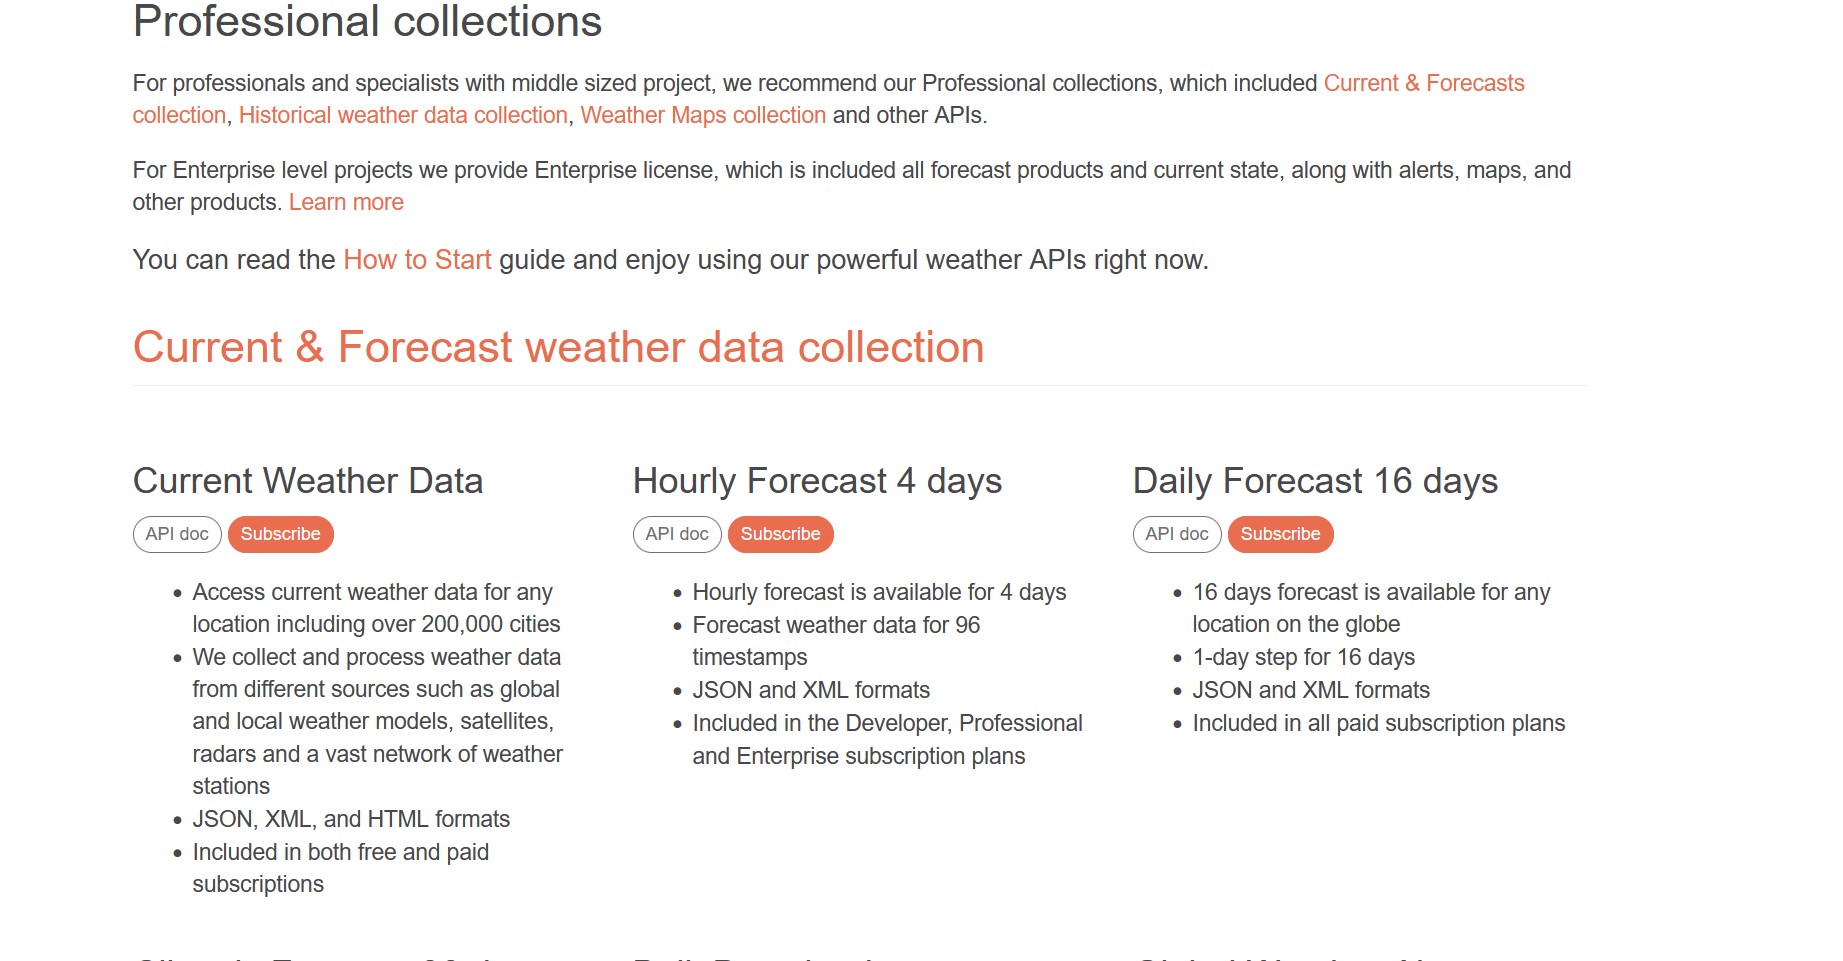 Professional collections
For professionals and specialists with middle sized project, we recommend our Professional collections, which included Current & Forecasts
collection, Historical weather data collection, Weather Maps collection and other APIs.
For Enterprise level projects we provide Enterprise license, which is included all forecast products and current state, along with alerts, maps, and
other products. Learn more
You can read the How to Start guide and enjoy using our powerful weather APIs right now.
Current & Forecast weather data collection
Current Weather Data
API doc Subscribe
• Access current weather data for any
location including over 200,000 cities
• We collect and process weather data
from different sources such as global
and local weather models, satellites,
radars and a vast network of weather
stations
• JSON, XML, and HTML formats
• Included in both free and paid
subscriptions
Hourly Forecast 4 days
API doc Subscribe
• Hourly forecast is available for 4 days
• Forecast weather data for 96
timestamps
• JSON and XML formats
• Included in the Developer, Professional
and Enterprise subscription plans
Daily Forecast 16 days
API doc Subscribe
• 16 days forecast is available for any
location on the globe
• 1-day step for 16 days
• JSON and XML formats
• Included in all paid subscription plans